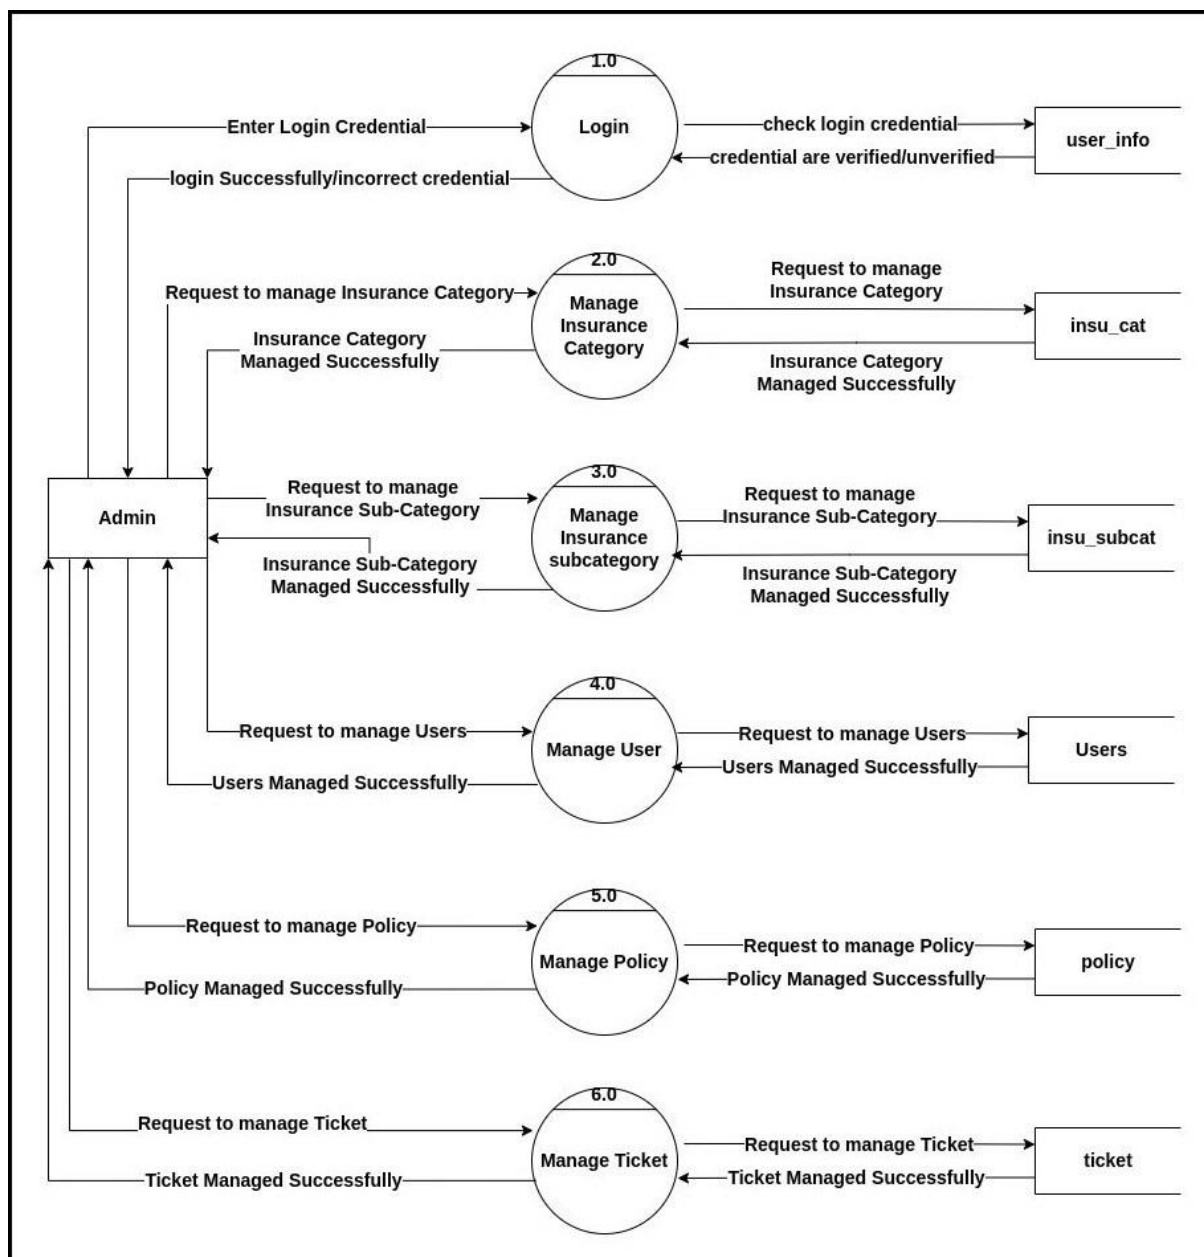 1.0
Login
Enter Login Credential
check login credential
user_info
credential are verified/unverified
login Successfully/incorrect credential
2.0
Manage
Insurance
Category
Request to manage Insurance Category
Request to manage
Insurance Category
insu_cat
Insurance Category
Managed Successfully
Insurance Category
Managed Successfully
Admin
3.0
Manage
Insurance
subcategory
Request to manage
Insurance Sub-Category
Request to manage
Insurance Sub-Category
insu_subcat
Insurance Sub-Category
Managed Successfully
Insurance Sub-Category
Managed Successfully
4.0
Manage User
Request to manage Users
Request to manage Users
Users
Users Managed Successfully
Users Managed Successfully
5.0
Manage Policy
Request to manage Policy
Request to manage Policy
policy
Policy Managed Successfully
Policy Managed Successfully
6.0
Manage Ticket
Request to manage Ticket
Request to manage Ticket
ticket
Ticket Managed Successfully
Ticket Managed Successfully